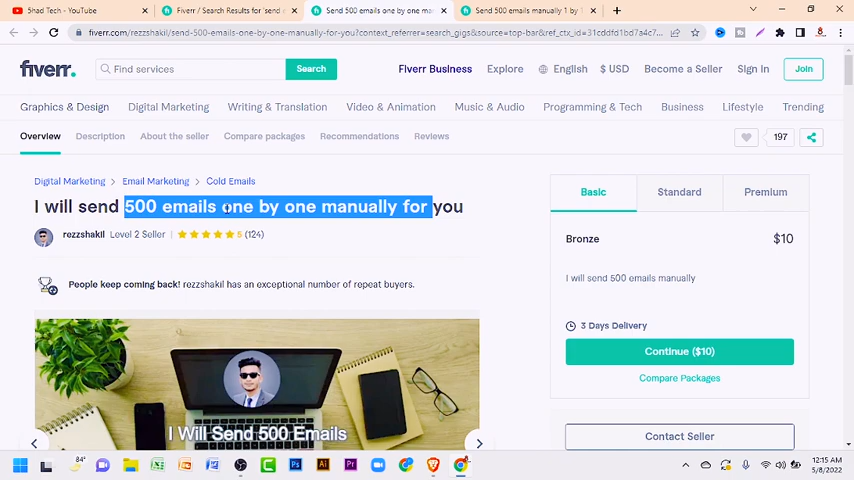 5had Tech - YouTube
Fiverr / Search Results for 'send
Send 500 emails one by one ma
Send 500 emails manually 1 by 1
fiverr.com/rezzshakil/send-500-emails-one-by-one-manually-for-you?context_referrer=search_gigs&source=top-bar&ref_ctx_id=31cddfd1bd7a4c7...
fiverr.
Find services
Search
Fiverr Business
Explore
English
$ USD
Become a Seller
Sign In
Join
Graphics & Design
Digital Marketing
Writing & Translation
Video & Animation
Music & Audio
Programming & Tech
Business
Lifestyle
Trending
Overview
Description
About the seller
Compare packages
Recommendations
Reviews
197
Digital Marketing > Email Marketing > Cold Emails
I will send 500 emails one by one manually for you
rezzshakil Level 2 Seller 5 (124)
People keep coming back! rezzshakil has an exceptional number of repeat buyers.
I Will Send 500 Emails
Basic
Standard
Premium
Bronze
$10
I will send 500 emails manually
3 Days Delivery
Continue ($10)
Compare Packages
Contact Seller
84°
12:15 AM
5/8/2022